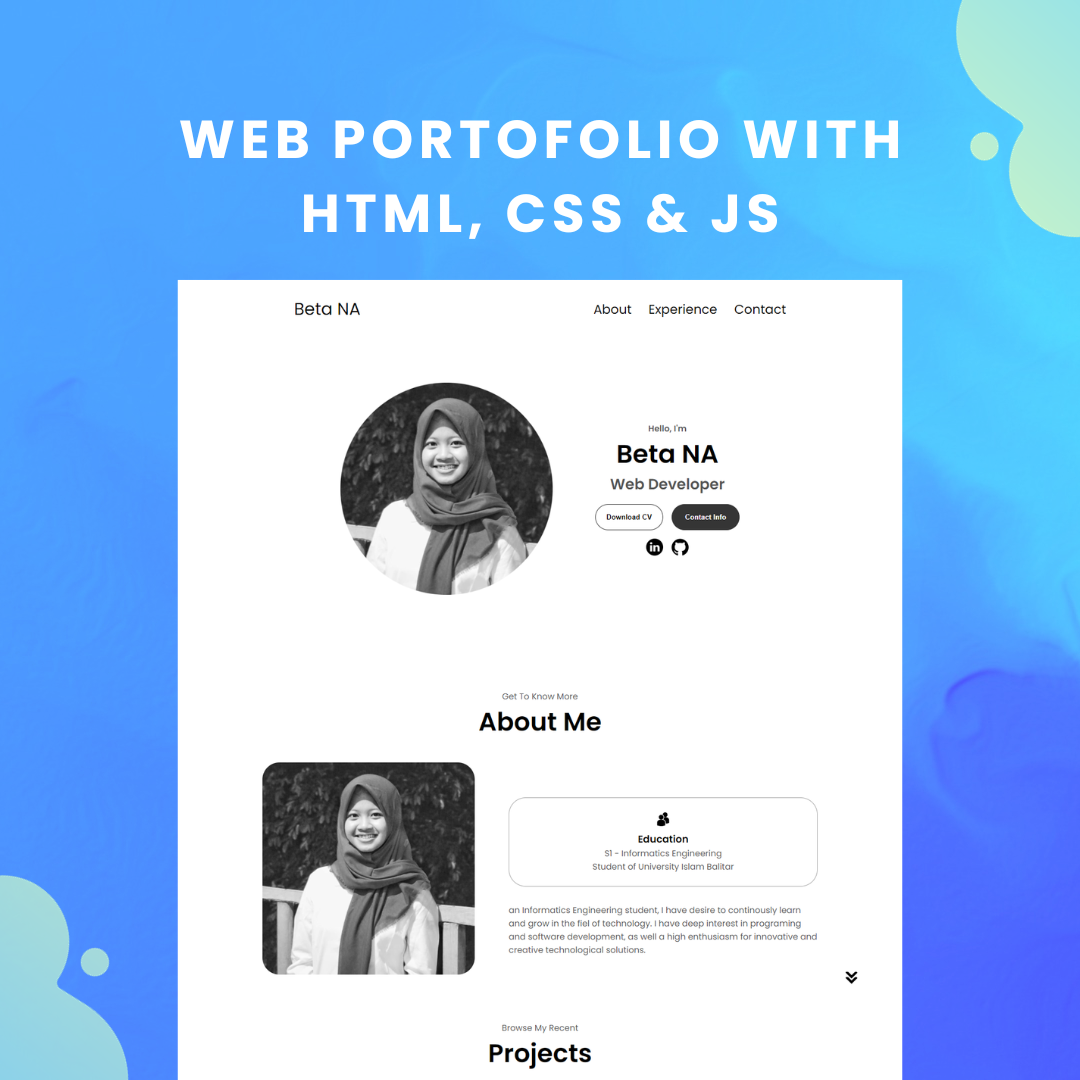 WEB PORTOFOLIO WITH
HTML, CSS & JS
Beta NA
About Experience Contact
Hello, I'm
Beta NA
Web Developer
Download CV Contact Info
in
Get To Know More
About Me
Education
S1 - Informatics Engineering
Student of University Islam Balitar
an Informatics Engineering student, I have desire to continously learn
and grow in the fiel of technology. I have deep interest in programing
and software development, as well a high enthusiasm for innovative and
creative technological solutions.
Browse My Recent
Projects